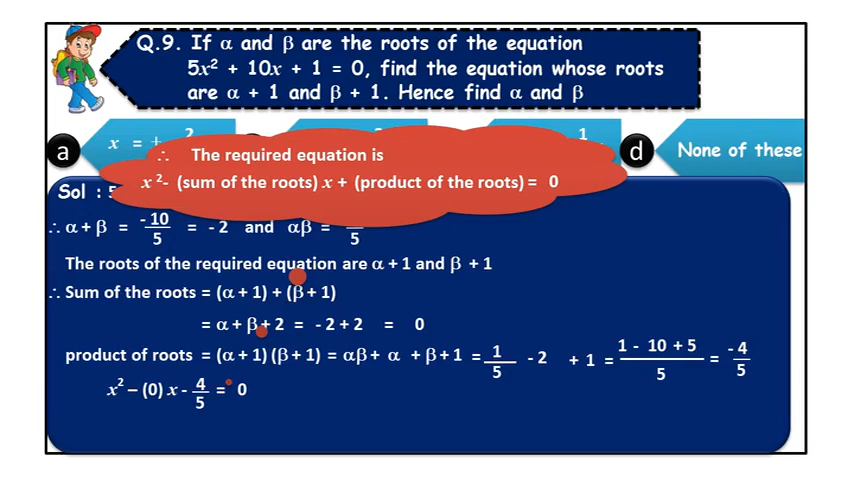 Q.9. If α and β are the roots of the equation
5x² + 10x + 1 = 0, find the equation whose roots
are α + 1 and β + 1. Hence find α and β
a x = + 2
d None of these
∴ The required equation is
x ²- (sum of the roots) x + (product of the roots) = 0
Sol : 5
∴ α + β = -10/5 = - 2 and αβ = /5
The roots of the required equation are α + 1 and β + 1
∴ Sum of the roots = (α + 1) + (β + 1)
= α + β + 2 = - 2 + 2 = 0
product of roots = (α + 1) (β + 1) = αβ + α + β + 1 = 1/5 - 2 + 1 = 1 - 10 + 5/5 = -4/5
x² – (0) x - 4/5 = 0